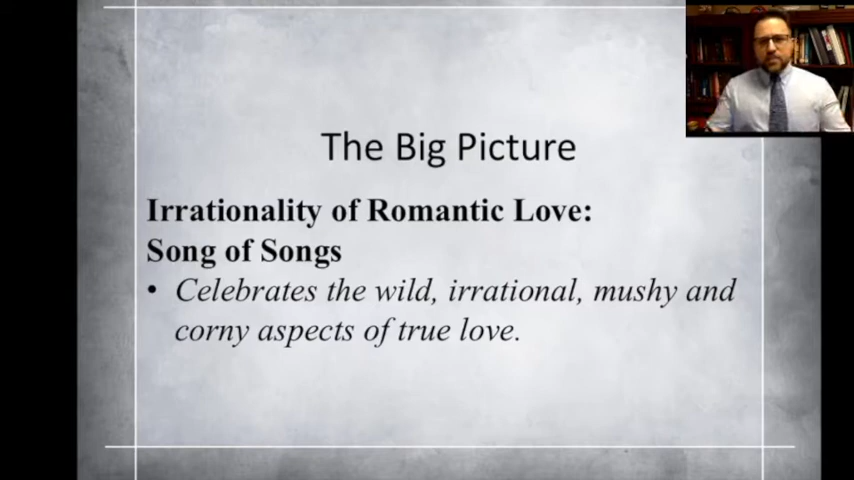 The Big Picture
Irrationality of Romantic Love:
Song of Songs
• Celebrates the wild, irrational, mushy and
corny aspects of true love.